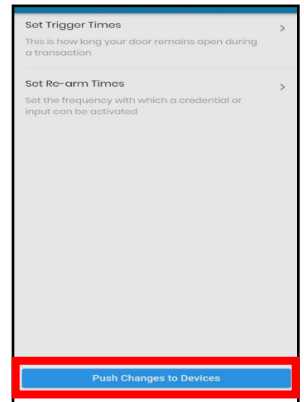 Set Trigger Times
This is how long your door remains open during
a transaction
Set Re-arm Times
Set the frequency with which a credential or
input can be activated
Push Changes to Devices